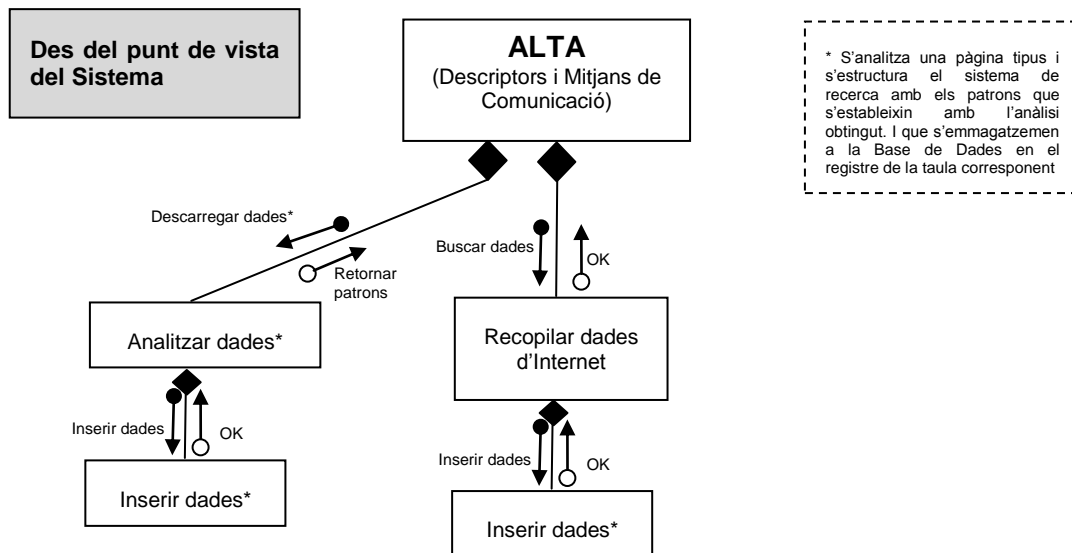 Des del punt de vista
del Sistema
ALTA
(Descriptors i Mitjans de
Comunicació)
* S'analitza una pàgina tipus i
s'estructura el sistema de
recerca amb els patrons que
s'estableixin amb l'anàlisi
obtingut. I que s'emmagatzemen
a la Base de Dades en el
registre de la taula corresponent
Descarregar dades*
Retornar
patrons
Buscar dades
OK
Analitzar dades*
Recopilar dades
d'Internet
Inserir dades
OK
Inserir dades
OK
Inserir dades*
Inserir dades*